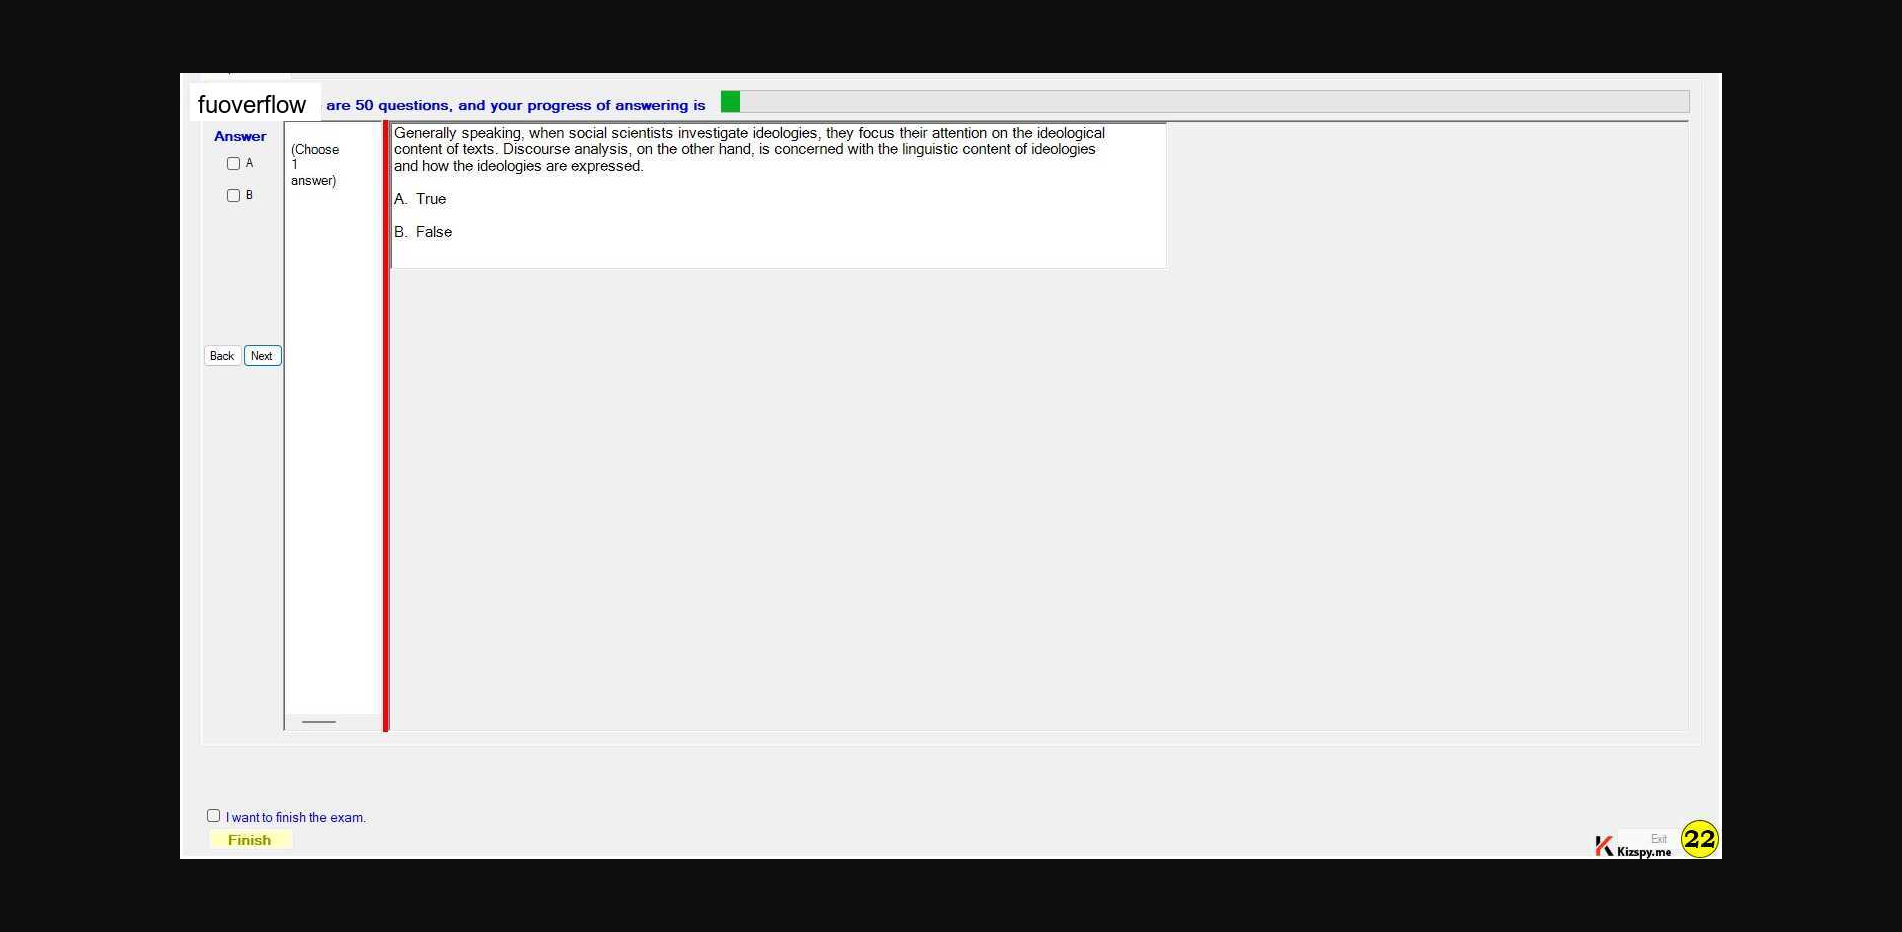 fuoverflow are 50 questions, and your progress of answering is
Answer
A
B
(Choose
1
answer)
Generally speaking, when social scientists investigate ideologies, they focus their attention on the ideological
content of texts. Discourse analysis, on the other hand, is concerned with the linguistic content of ideologies
and how the ideologies are expressed.
A. True
B. False
Back Next
I want to finish the exam.
Finish
Exit
Kizspy.me
22